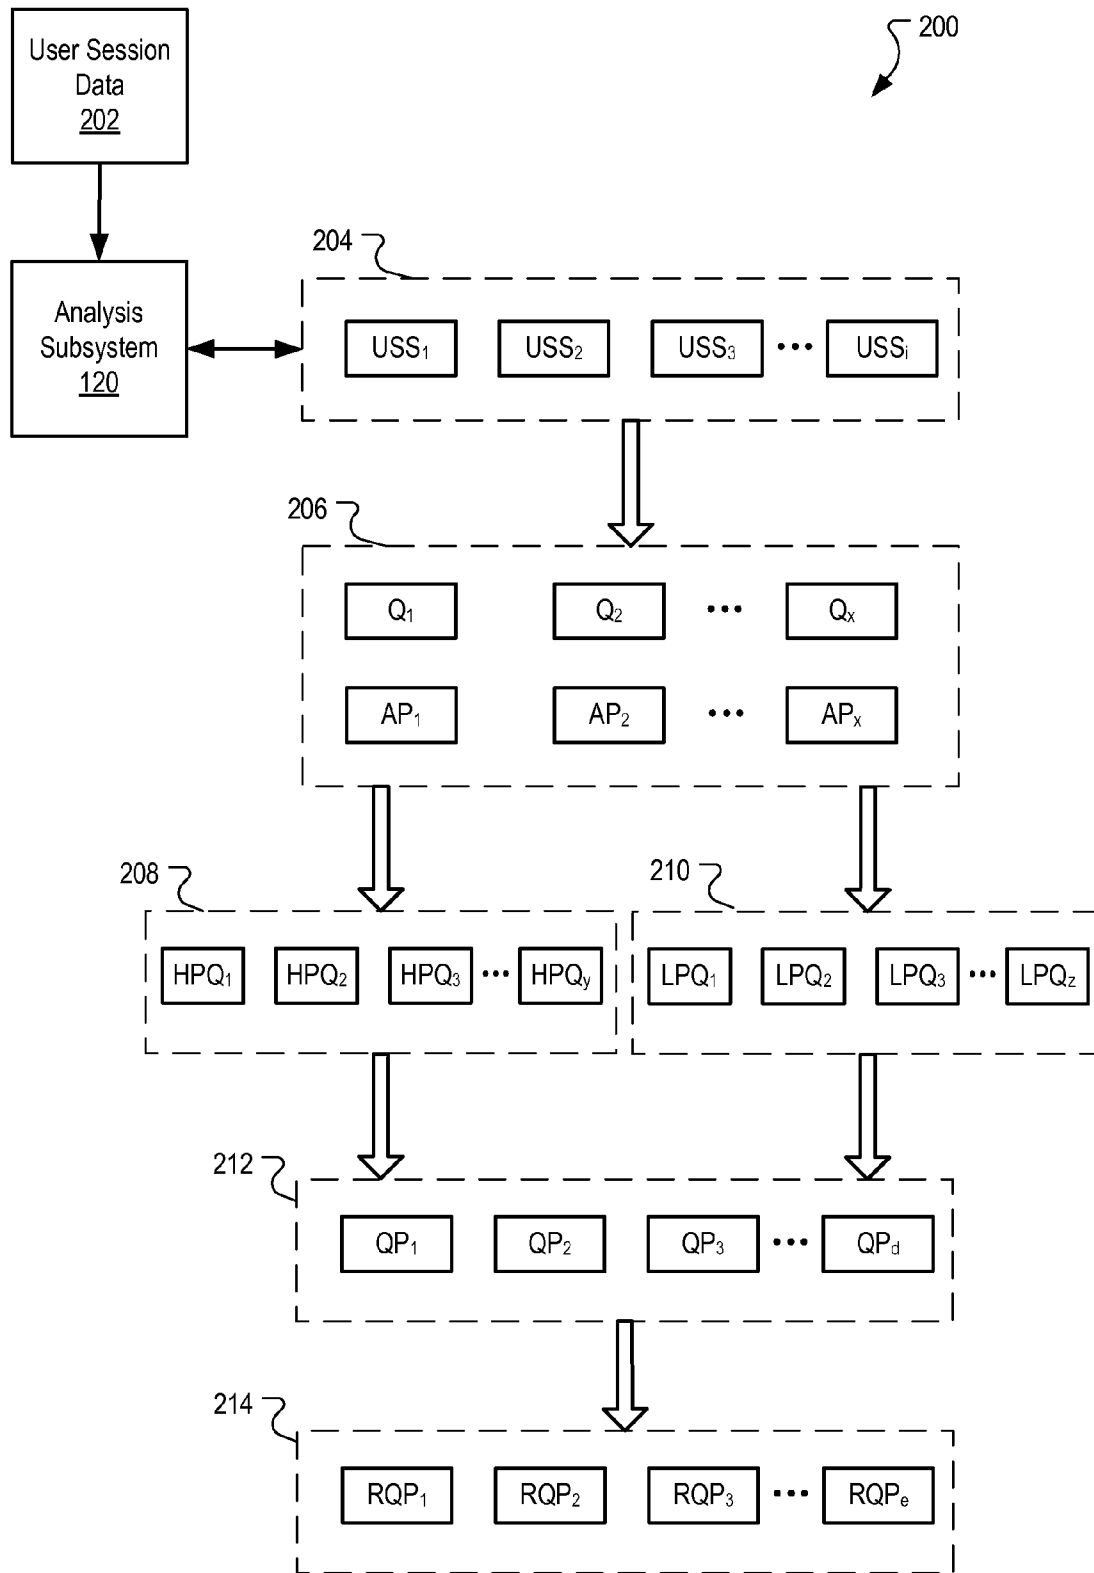 200
User Session
Data
202
Analysis
Subsystem
120
204
USS₁ USS₂ USS₃ ••• USSᵢ
206
Q₁ Q₂ ••• Qₓ
AP₁ AP₂ ••• APₓ
208
HPQ₁ HPQ₂ HPQ₃ ••• HPQy
210
LPQ₁ LPQ₂ LPQ₃ ••• LPQz
212
QP₁ QP₂ QP₃ ••• QPd
214
RQP₁ RQP₂ RQP₃ ••• RQPₑ